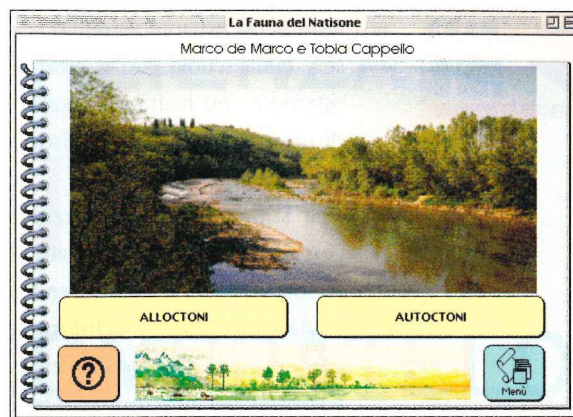 La Fauna del Natisone
Marco de Marco e Tobia Cappello
ALLOCTONI
AUTOCTONI
?
Menù